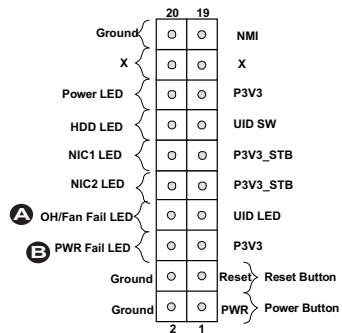 20 19
Ground NMI
X X
Power LED P3V3
HDD LED UID SW
NIC1 LED P3V3_STB
NIC2 LED P3V3_STB
A OH/Fan Fail LED UID LED
B PWR Fail LED P3V3
Ground Reset Reset Button
Ground PWR Power Button
2 1